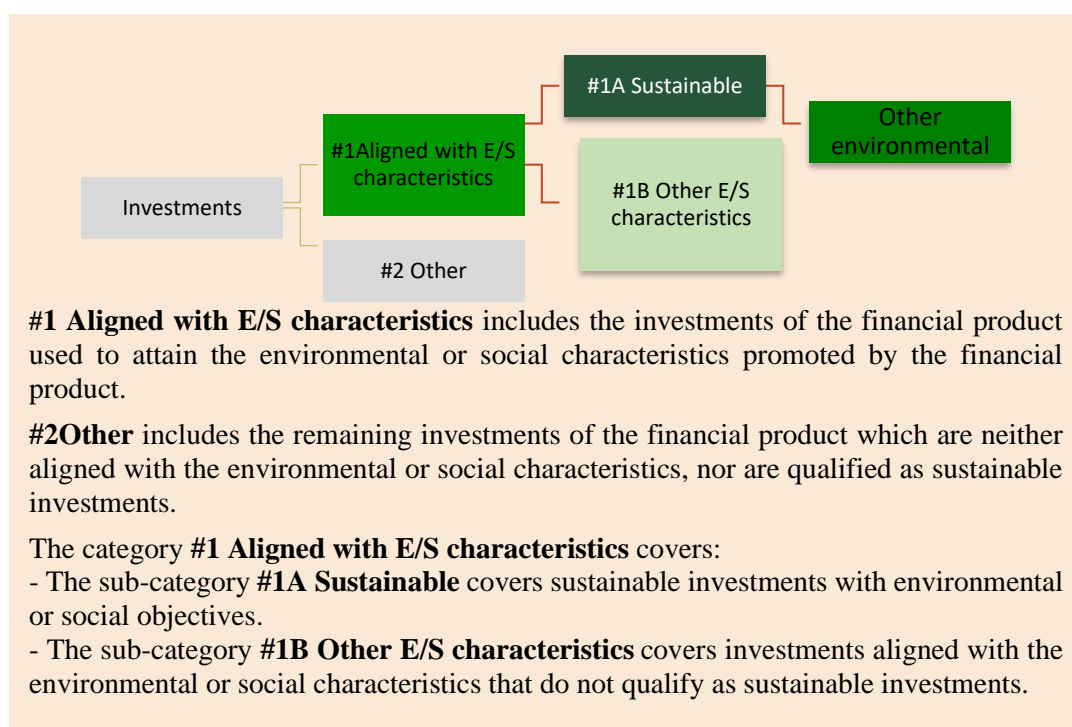 #1A Sustainable
Other
environmental
#1Aligned with E/S
characteristics
#1B Other E/S
characteristics
Investments
#2 Other
#1 Aligned with E/S characteristics includes the investments of the financial product
used to attain the environmental or social characteristics promoted by the financial
product.
#2Other includes the remaining investments of the financial product which are neither
aligned with the environmental or social characteristics, nor are qualified as sustainable
investments.
The category #1 Aligned with E/S characteristics covers:
- The sub-category #1A Sustainable covers sustainable investments with environmental
or social objectives.
- The sub-category #1B Other E/S characteristics covers investments aligned with the
environmental or social characteristics that do not qualify as sustainable investments.